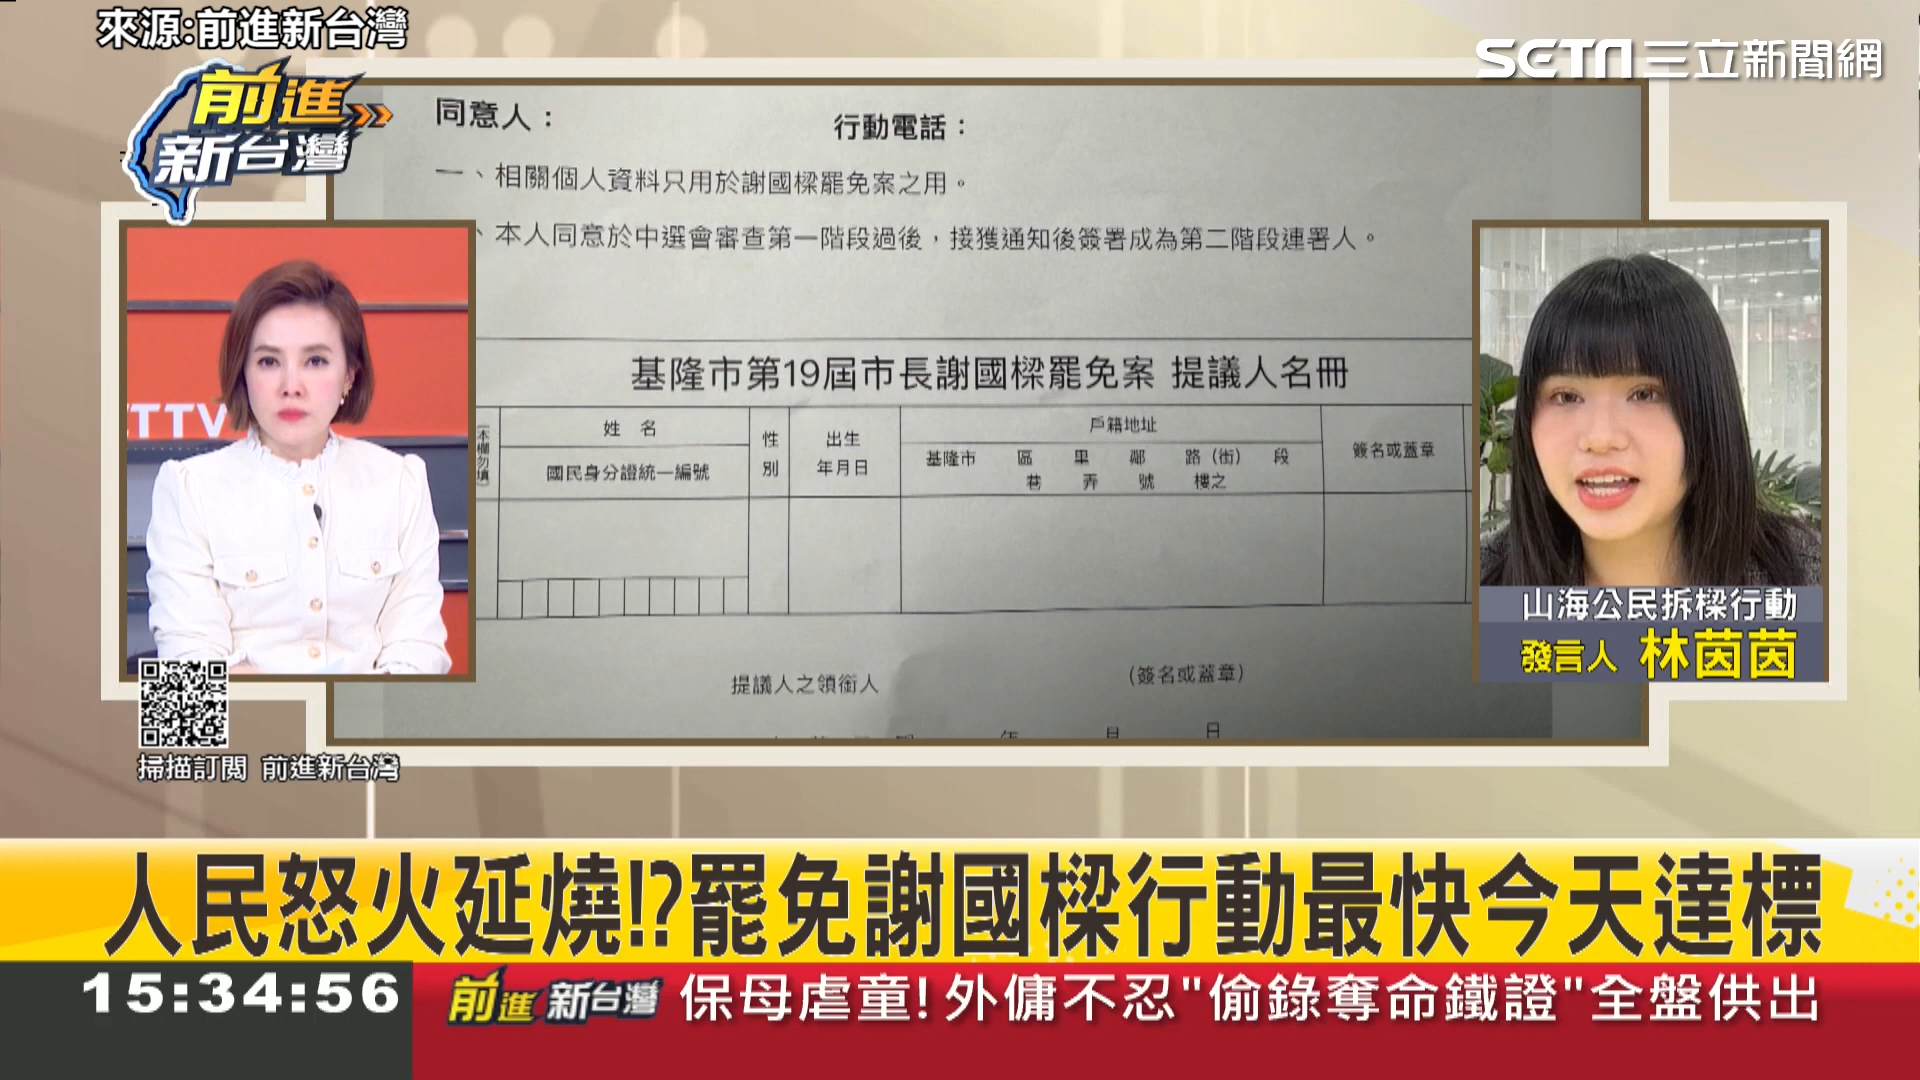 來源:前進新台灣
SETN三立新聞網
前進
新台灣
同意人：
行動電話：
一、相關個人資料只用於謝國樑罷免案之用。
、本人同意於中選會審查第一階段過後，接獲通知後簽署成為第二階段連署人。
基隆市第19屆市長謝國樑罷免案 提議人名冊
(本欄勿填)
姓 名
國民身分證統一編號
性別
出生
年月日
戶籍地址
基隆市 區 里 鄰 路（街） 段
巷 弄 號 樓之
簽名或蓋章
提議人之領銜人
(簽名或蓋章)
年 月 日
TTV
山海公民拆樑行動
發言人 林茵茵
掃描訂閱 前進新台灣
人民怒火延燒!?罷免謝國樑行動最快今天達標
15:34:56
前進新台灣
保母虐童!外傭不忍"偷錄奪命鐵證"全盤供出